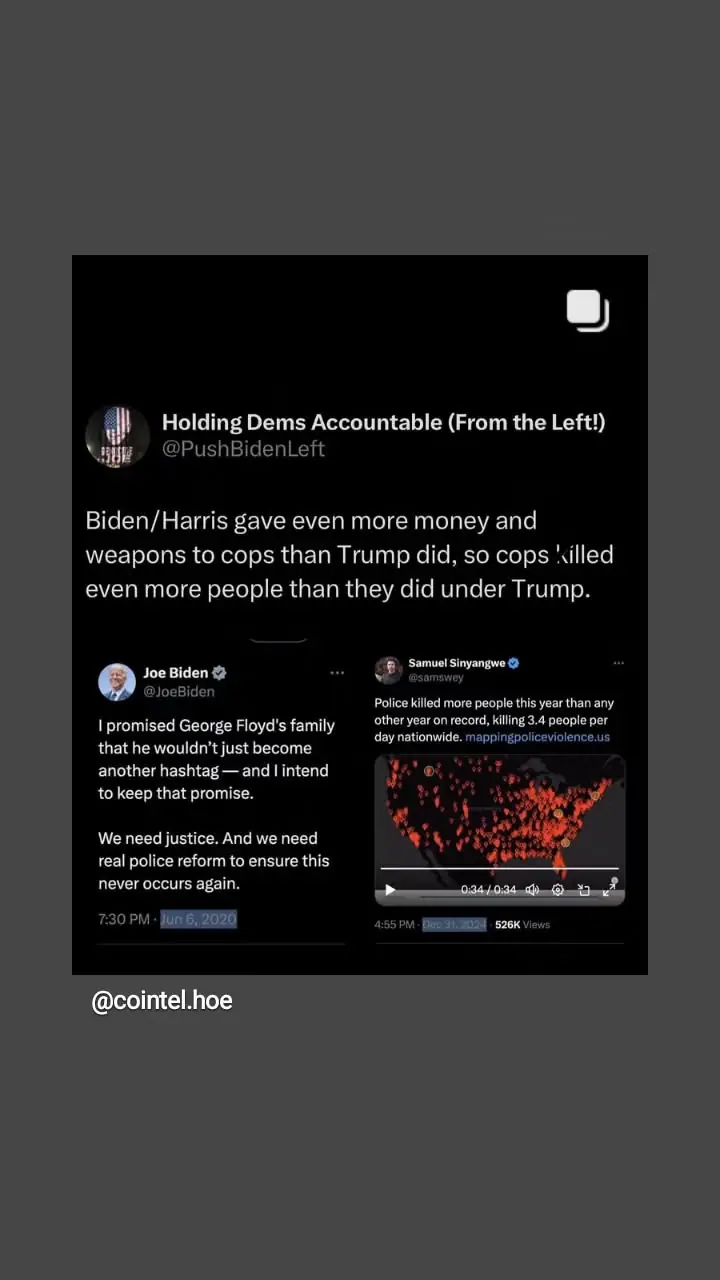 Holding Dems Accountable (From the Left!)
@PushBidenLeft
Biden/Harris gave even more money and
weapons to cops than Trump did, so cops killed
even more people than they did under Trump.
Joe Biden
@JoeBiden
I promised George Floyd's family
that he wouldn't just become
another hashtag — and I intend
to keep that promise.
We need justice. And we need
real police reform to ensure this
never occurs again.
7:30 PM · Jun 6, 2020
Samuel Sinyangwe
@samswey
Police killed more people this year than any
other year on record, killing 3.4 people per
day nationwide. mappingpoliceviolence.us
0:34 / 0:34
4:55 PM · Dec 31, 2024 · 526K Views
@cointel.hoe